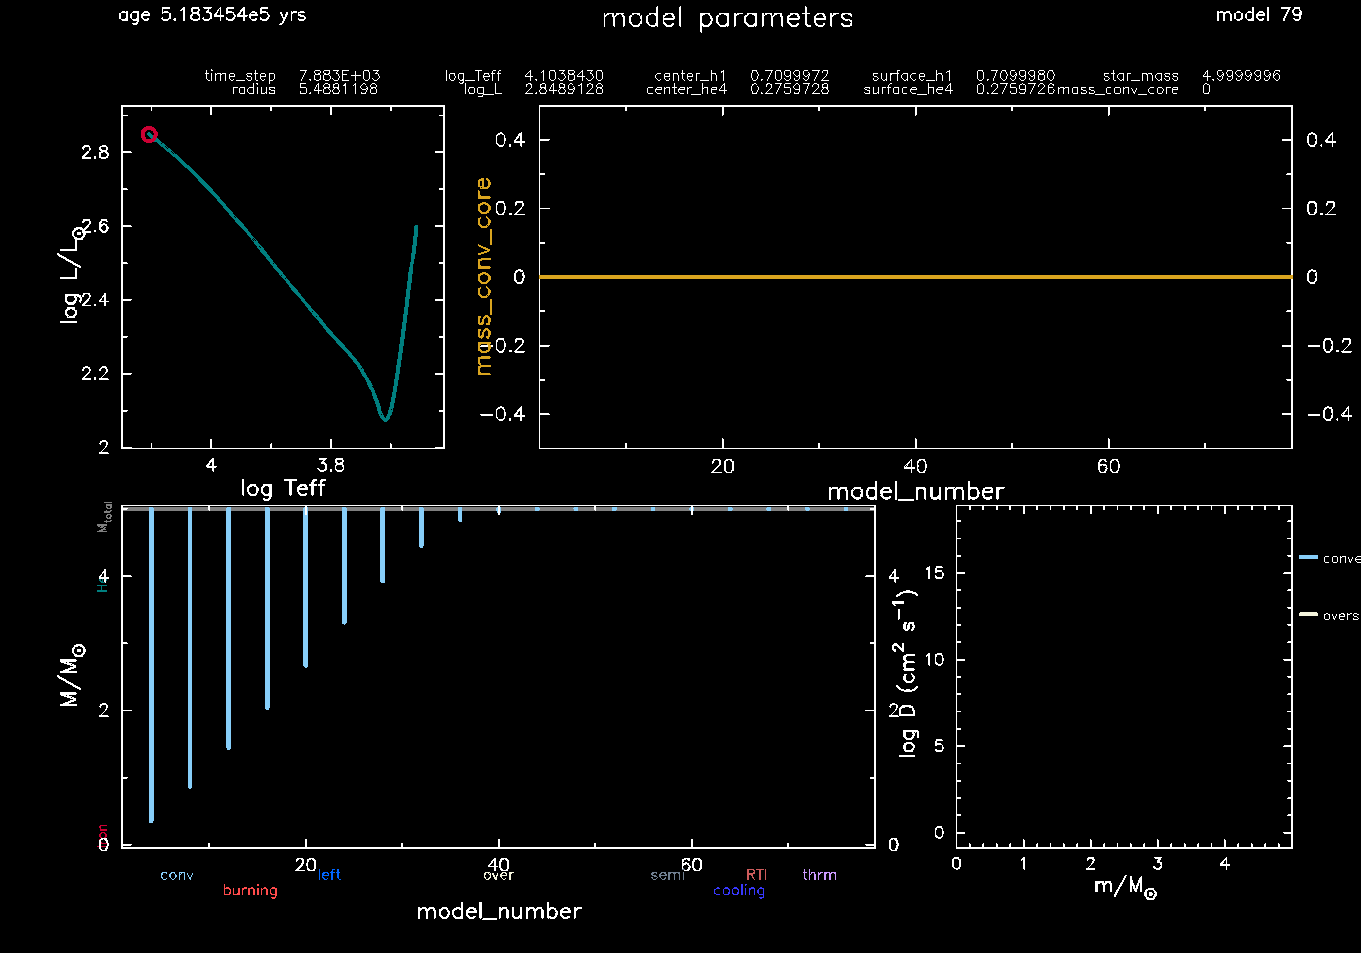 age 5.183454e5 yrs
model parameters
model 79
time_step 7.883E+03 log_Teff 4.1038430 center_h1 0.7099972 surface_h1 0.7099980 star_mass 4.9999996
radius 5.4881198 log_L 2.8489128 center_he4 0.2759728 surface_he4 0.2759726 mass_conv_core 0
log L/L⊙
2.8
2.6
2.4
2.2
2
4 3.8
log Teff
mass_conv_core
0.4 0.4
0.2 0.2
0 0
−0.2 −0.2
−0.4 −0.4
20 40 60
model_number
M/M⊙
Mtotal
4 4
2 2
0 0
20 40 60
conv left over semi RTI thrm
burning cooling
model_number
log D (cm² s⁻¹)
15
10
5
0
0 1 2 3 4
m/M⊙
conve
overs